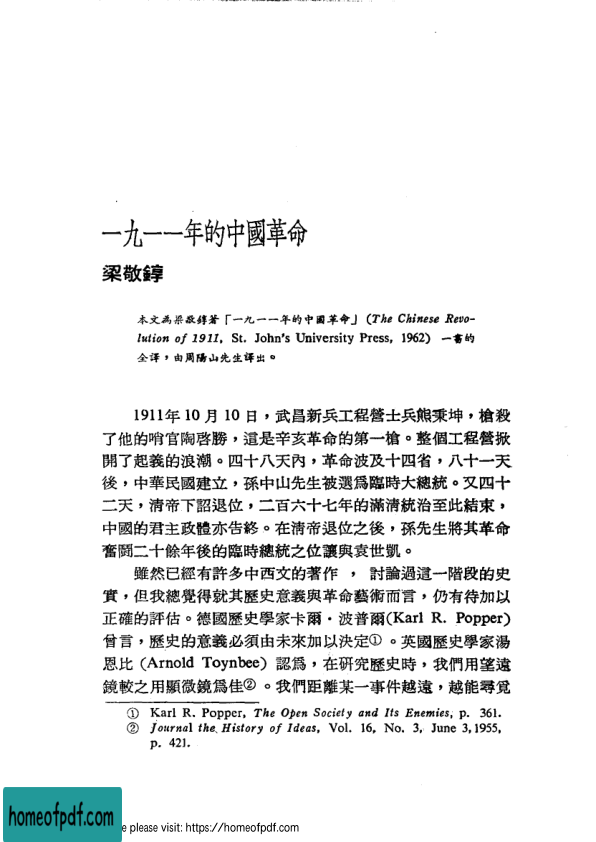 一九一一年的中國革命
梁敬錞
本文為梁敬錞著「一九一一年的中國革命」(The Chinese Revo-
lution of 1911, St. John's University Press, 1962) 一書的
全譯，由周陽山先生譯出。
1911年10月10日，武昌新兵工程營士兵熊秉坤，槍殺
了他的哨官陶啓勝，這是辛亥革命的第一槍。整個工程營掀
開了起義的浪潮。四十八天內，革命波及十四省，八十一天
後，中華民國建立，孫中山先生被選爲臨時大總統。又四十
二天，清帝下詔退位，二百六十七年的滿清統治至此結束，
中國的君主政體亦告終。在清帝退位之後，孫先生將其革命
奮鬪二十餘年後的臨時總統之位讓與袁世凱。
雖然已經有許多中西文的著作 ， 討論過這一階段的史
實，但我總覺得就其歷史意義與革命藝術而言，仍有待加以
正確的評估。德國歷史學家卡爾・波普爾(Karl R. Popper)
曾言，歷史的意義必須由未來加以決定①。英國歷史學家湯
恩比 (Arnold Toynbee) 認爲，在研究歷史時，我們用望遠
鏡較之用顯微鏡爲佳②。我們距離某一事件越遠，越能尋覓
① Karl R. Popper, The Open Society and Its Enemies, p. 361.
② Journal the History of Ideas, Vol. 16, No. 3, June 3, 1955,
p. 421.
homeofpdf.com
e please visit: https://homeofpdf.com